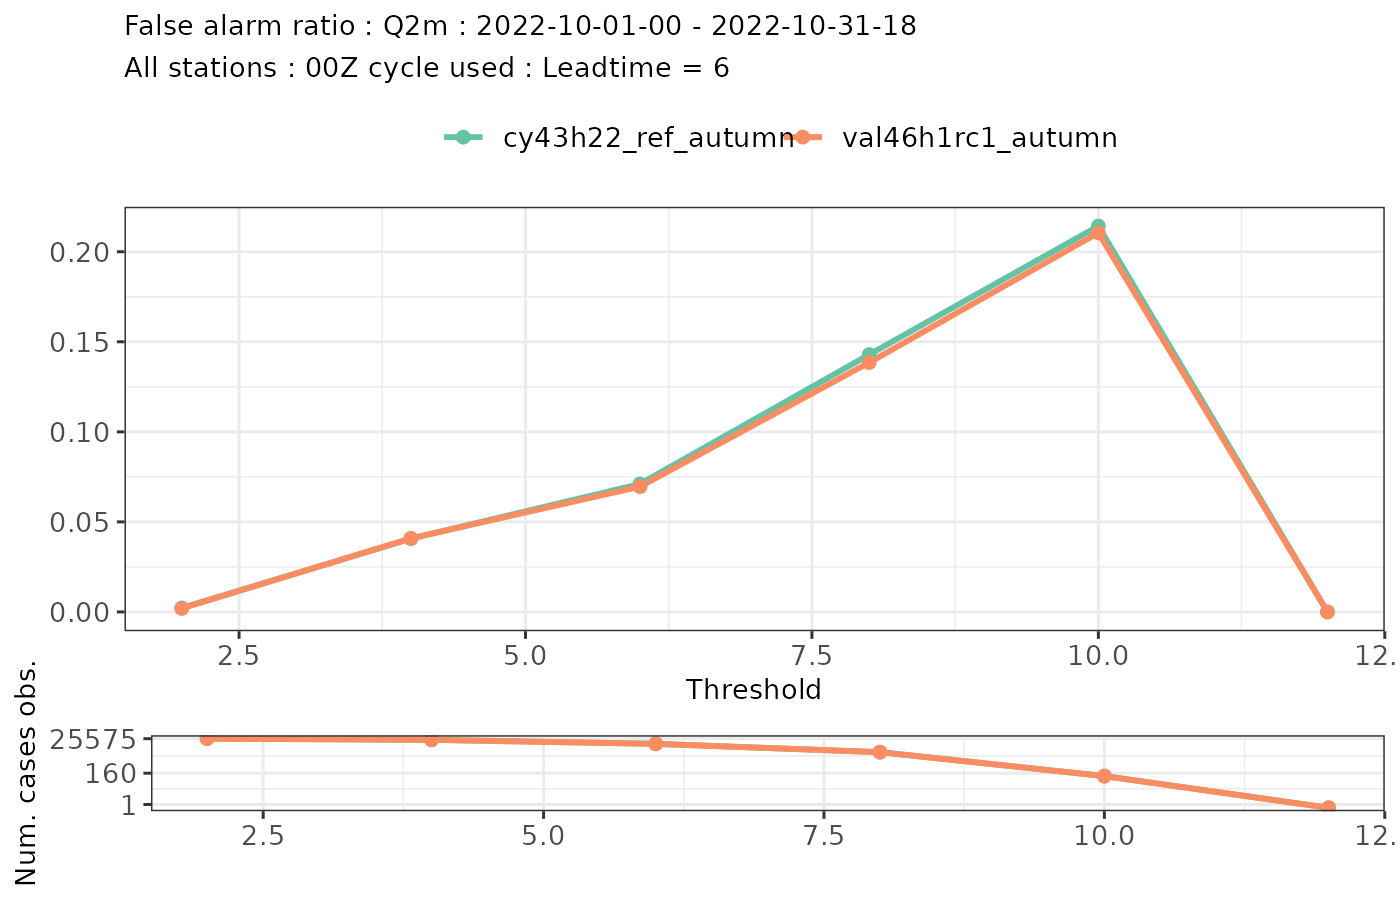 False alarm ratio : Q2m : 2022-10-01-00 - 2022-10-31-18
All stations : 00Z cycle used : Leadtime = 6
cy43h22_ref_autumn val46h1rc1_autumn
0.20
0.15
0.10
0.05
0.00
2.5 5.0 7.5 10.0 12.
Threshold
Num. cases obs.
25575
160
1
2.5 5.0 7.5 10.0 12.